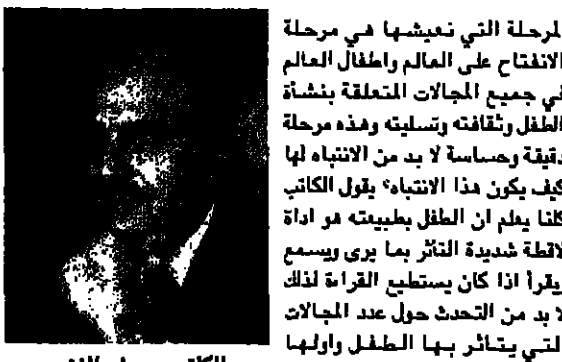 لمرحلة التي نعيشها هي مرحلة
الانفتاح على العالم واطفال العالم
في جميع المجالات المتعلقة بنشأة
الطفل وثقافته وتسليته وهذه مرحلة
دقيقة وحساسة لا بد من الانتباه لها
كيف يكون هذا الانتباه؟ يقول الكاتب
كلنا يعلم ان الطفل بطبيعته هو اداة
لاقطة شديدة التأثر بما يرى ويسمع
ويقرأ اذا كان يستطيع القراءة لذلك
لا بد من التحدث حول عدد المجالات
التي يتأثر بها الطفل واولها